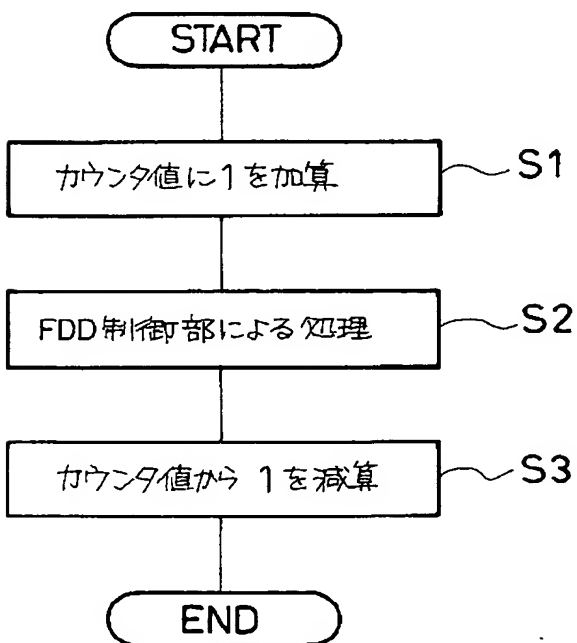 START
カウンタ値に1を加算
S1
FDD制御部による処理
S2
カウンタ値から 1を減算
S3
END